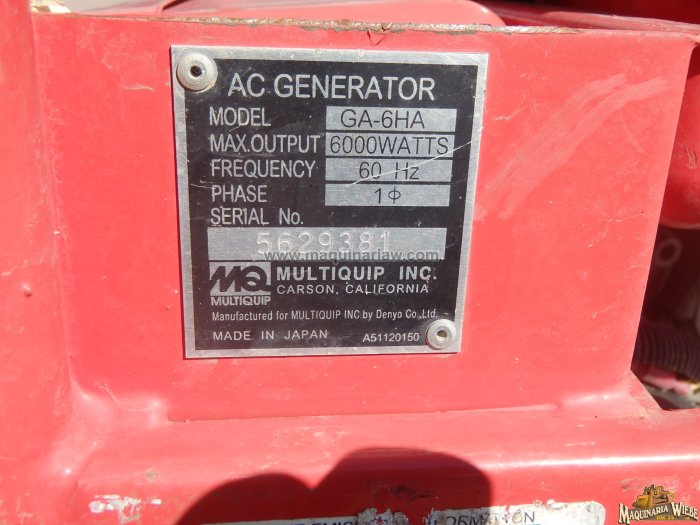 AC GENERATOR
MODEL GA-6HA
MAX.OUTPUT 6000WATTS
FREQUENCY 60 Hz
PHASE 1Φ
SERIAL No.
5629381
www.maquinariaw.com
MQ MULTIQUIP INC.
CARSON, CALIFORNIA
MULTIQUIP
Manufactured for MULTIQUIP INC.by Denyo Co.,Ltd.
MADE IN JAPAN A51120150
MAQUINARIA WIEBE